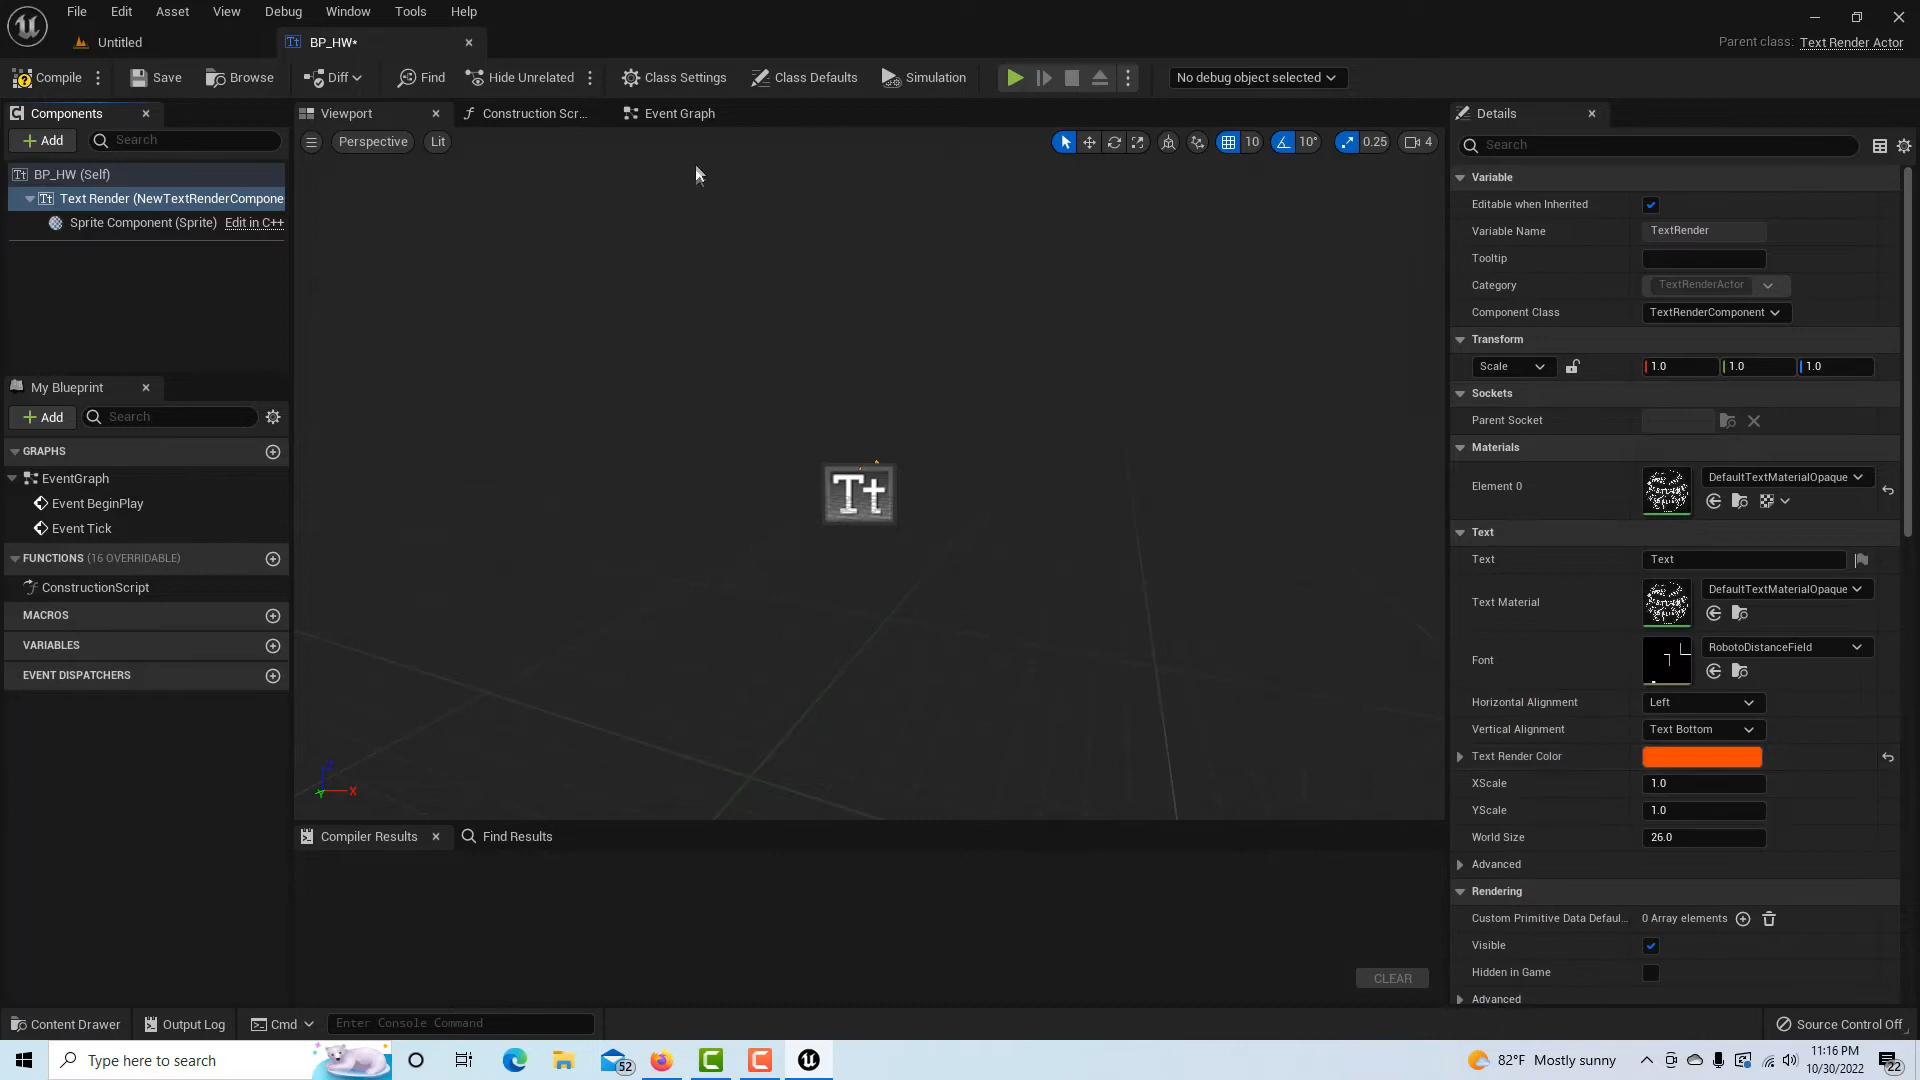 File Edit Asset View Debug Window Tools Help
Untitled BP_HW* Parent class: Text Render Actor
Compile Save Browse Diff Find Hide Unrelated Class Settings Class Defaults Simulation No debug object selected
Components Viewport Construction Scr... Event Graph Details
Add Search Perspective Lit 10 10° 0.25 4 Search
BP_HW (Self) Variable
Text Render (NewTextRenderCompone Editable when Inherited
Sprite Component (Sprite) Edit in C++ Variable Name TextRender
Tooltip
Category TextRenderActor
Component Class TextRenderComponent
Transform
Scale 1.0 1.0 1.0
My Blueprint Sockets
Add Search Parent Socket
GRAPHS Materials
EventGraph Element 0 DefaultTextMaterialOpaque
Tt
Event BeginPlay
Event Tick Text
FUNCTIONS (16 OVERRIDABLE) Text Text
ConstructionScript Text Material DefaultTextMaterialOpaque
MACROS
VARIABLES Font RobotoDistanceField
EVENT DISPATCHERS
Horizontal Alignment Left
Vertical Alignment Text Bottom
Text Render Color
Z X Y
XScale 1.0
YScale 1.0
Compiler Results Find Results World Size 26.0
Advanced
Rendering
Custom Primitive Data Defaul... 0 Array elements
Visible
CLEAR Hidden in Game
Advanced
Content Drawer Output Log Cmd Enter Console Command Source Control Off
Type here to search 52 82°F Mostly sunny 11:16 PM
10/30/2022 22